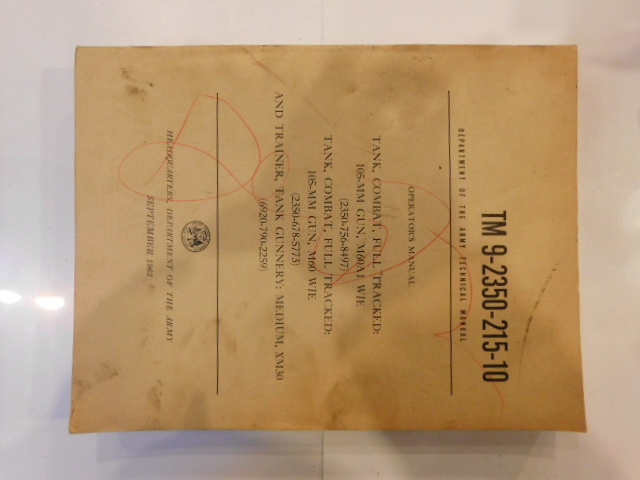 DEPARTMENT OF THE ARMY TECHNICAL MANUAL
TM 9-2350-215-10
OPERATOR'S MANUAL
TANK, COMBAT, FULL TRACKED:
105-MM GUN, M60A1 W/E
(2350-756-8497)
TANK, COMBAT, FULL TRACKED:
105-MM GUN, M60 W/E
(2350-678-5773)
AND TRAINER, TANK GUNNERY: MEDIUM, XM30
(6920-790-2259)
HEADQUARTERS, DEPARTMENT OF THE ARMY
SEPTEMBER 1962